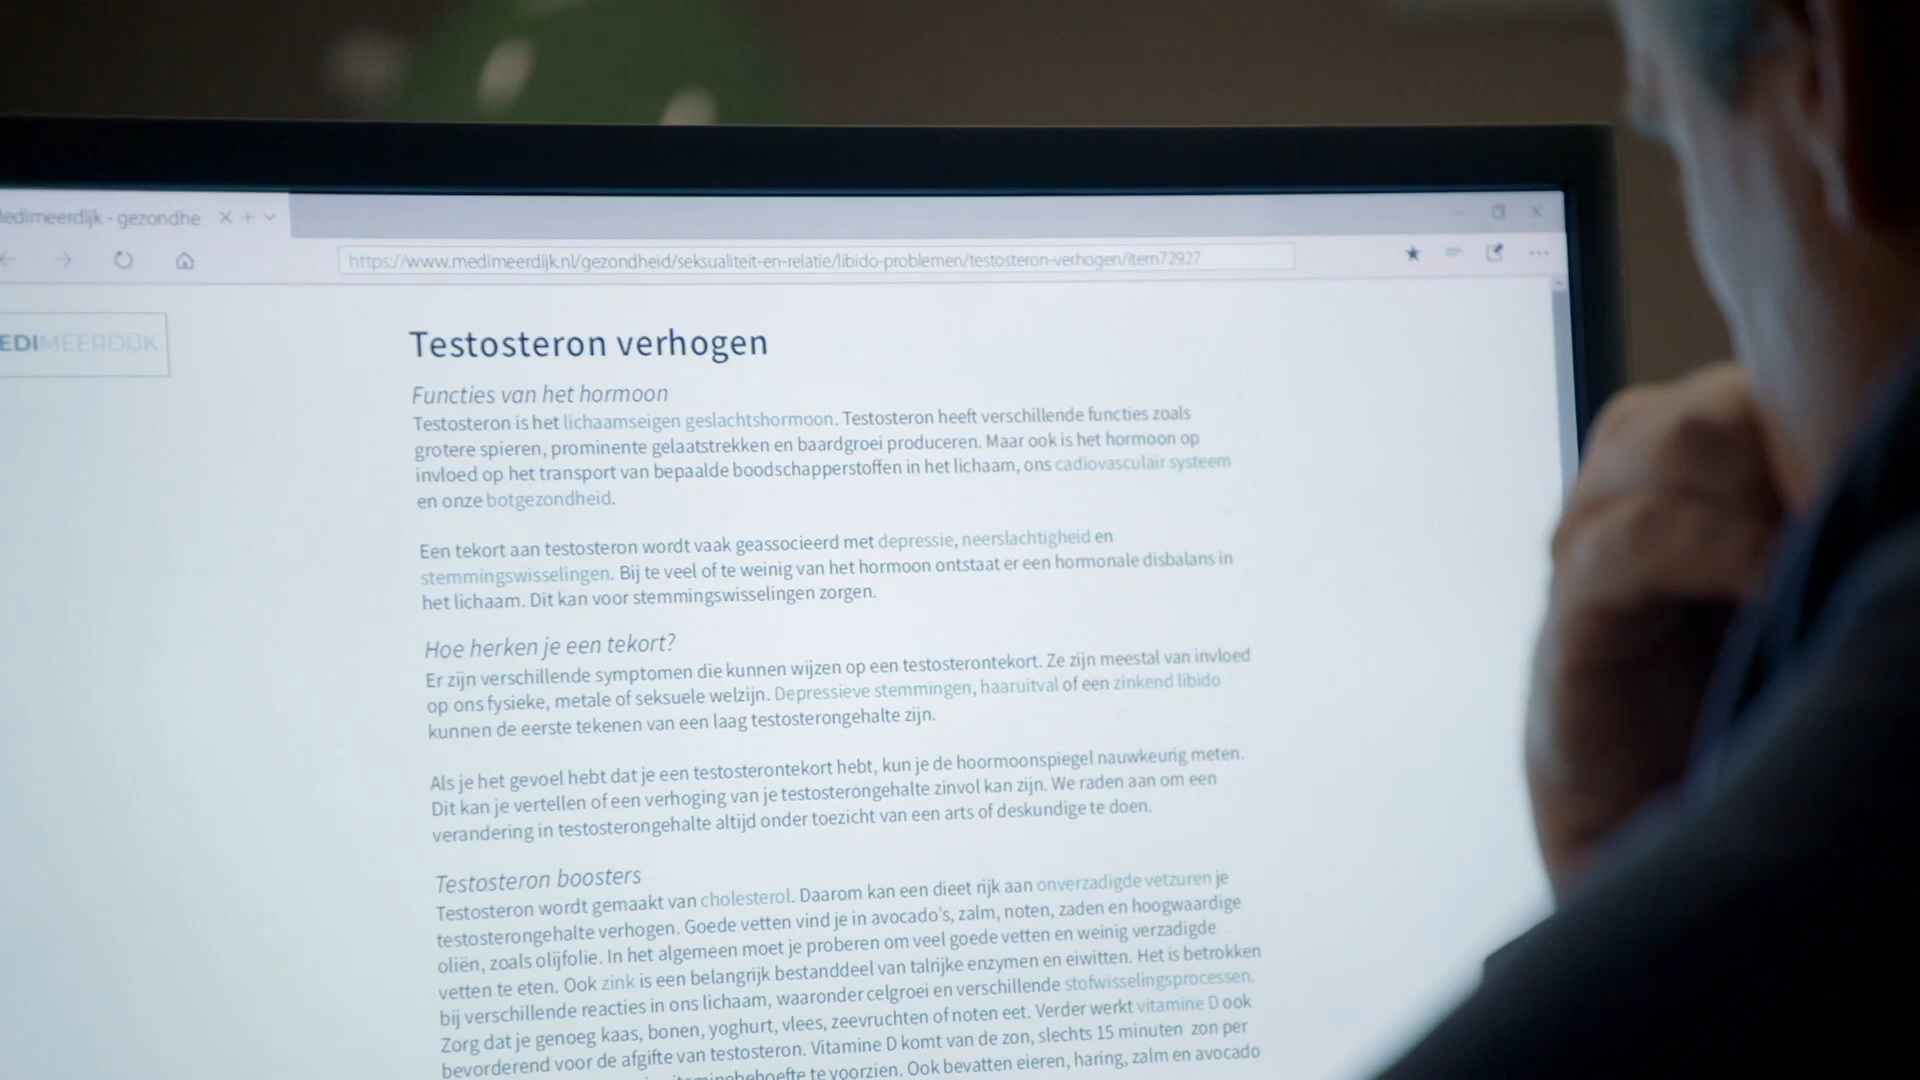 edimeerdijk - gezondhe
https://www.medimeerdijk.nl/gezondheid/seksualiteit-en-relatie/libido-problemen/testosteron-verhogen/item72927
EDIMEERDIJK
Testosteron verhogen
Functies van het hormoon
Testosteron is het lichaamseigen geslachtshormoon. Testosteron heeft verschillende functies zoals
grotere spieren, prominente gelaatstrekken en baardgroei produceren. Maar ook is het hormoon op
invloed op het transport van bepaalde boodschapperstoffen in het lichaam, ons cadiovasculair systeem
en onze botgezondheid.
Een tekort aan testosteron wordt vaak geassocieerd met depressie, neerslachtigheid en
stemmingswisselingen. Bij te veel of te weinig van het hormoon ontstaat er een hormonale disbalans in
het lichaam. Dit kan voor stemmingswisselingen zorgen.
Hoe herken je een tekort?
Er zijn verschillende symptomen die kunnen wijzen op een testosterontekort. Ze zijn meestal van invloed
op ons fysieke, metale of seksuele welzijn. Depressieve stemmingen, haaruitval of een zinkend libido
kunnen de eerste tekenen van een laag testosterongehalte zijn.
Als je het gevoel hebt dat je een testosterontekort hebt, kun je de hoormoonspiegel nauwkeurig meten.
Dit kan je vertellen of een verhoging van je testosterongehalte zinvol kan zijn. We raden aan om een
verandering in testosterongehalte altijd onder toezicht van een arts of deskundige te doen.
Testosteron boosters
Testosteron wordt gemaakt van cholesterol. Daarom kan een dieet rijk aan onverzadigde vetzuren je
testosterongehalte verhogen. Goede vetten vind je in avocado's, zalm, noten, zaden en hoogwaardige
oliën, zoals olijfolie. In het algemeen moet je proberen om veel goede vetten en weinig verzadigde
vetten te eten. Ook zink is een belangrijk bestanddeel van talrijke enzymen en eiwitten. Het is betrokken
bij verschillende reacties in ons lichaam, waaronder celgroei en verschillende stofwisselingsprocessen.
Zorg dat je genoeg kaas, bonen, yoghurt, vlees, zeevruchten of noten eet. Verder werkt vitamine D ook
bevorderend voor de afgifte van testosteron. Vitamine D komt van de zon, slechts 15 minuten zon per
te voorzien. Ook bevatten eieren, haring, zalm en avocado